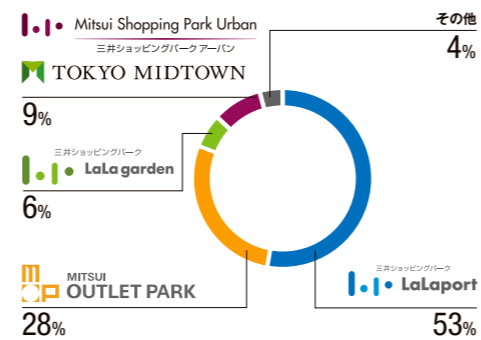 Mitsui Shopping Park Urban
三井ショッピングパーク アーバン
TOKYO MIDTOWN
9%
その他
4%
三井ショッピングパーク
LaLa garden
6%
MITSUI
OUTLET PARK
28%
三井ショッピングパーク
LaLaport
53%